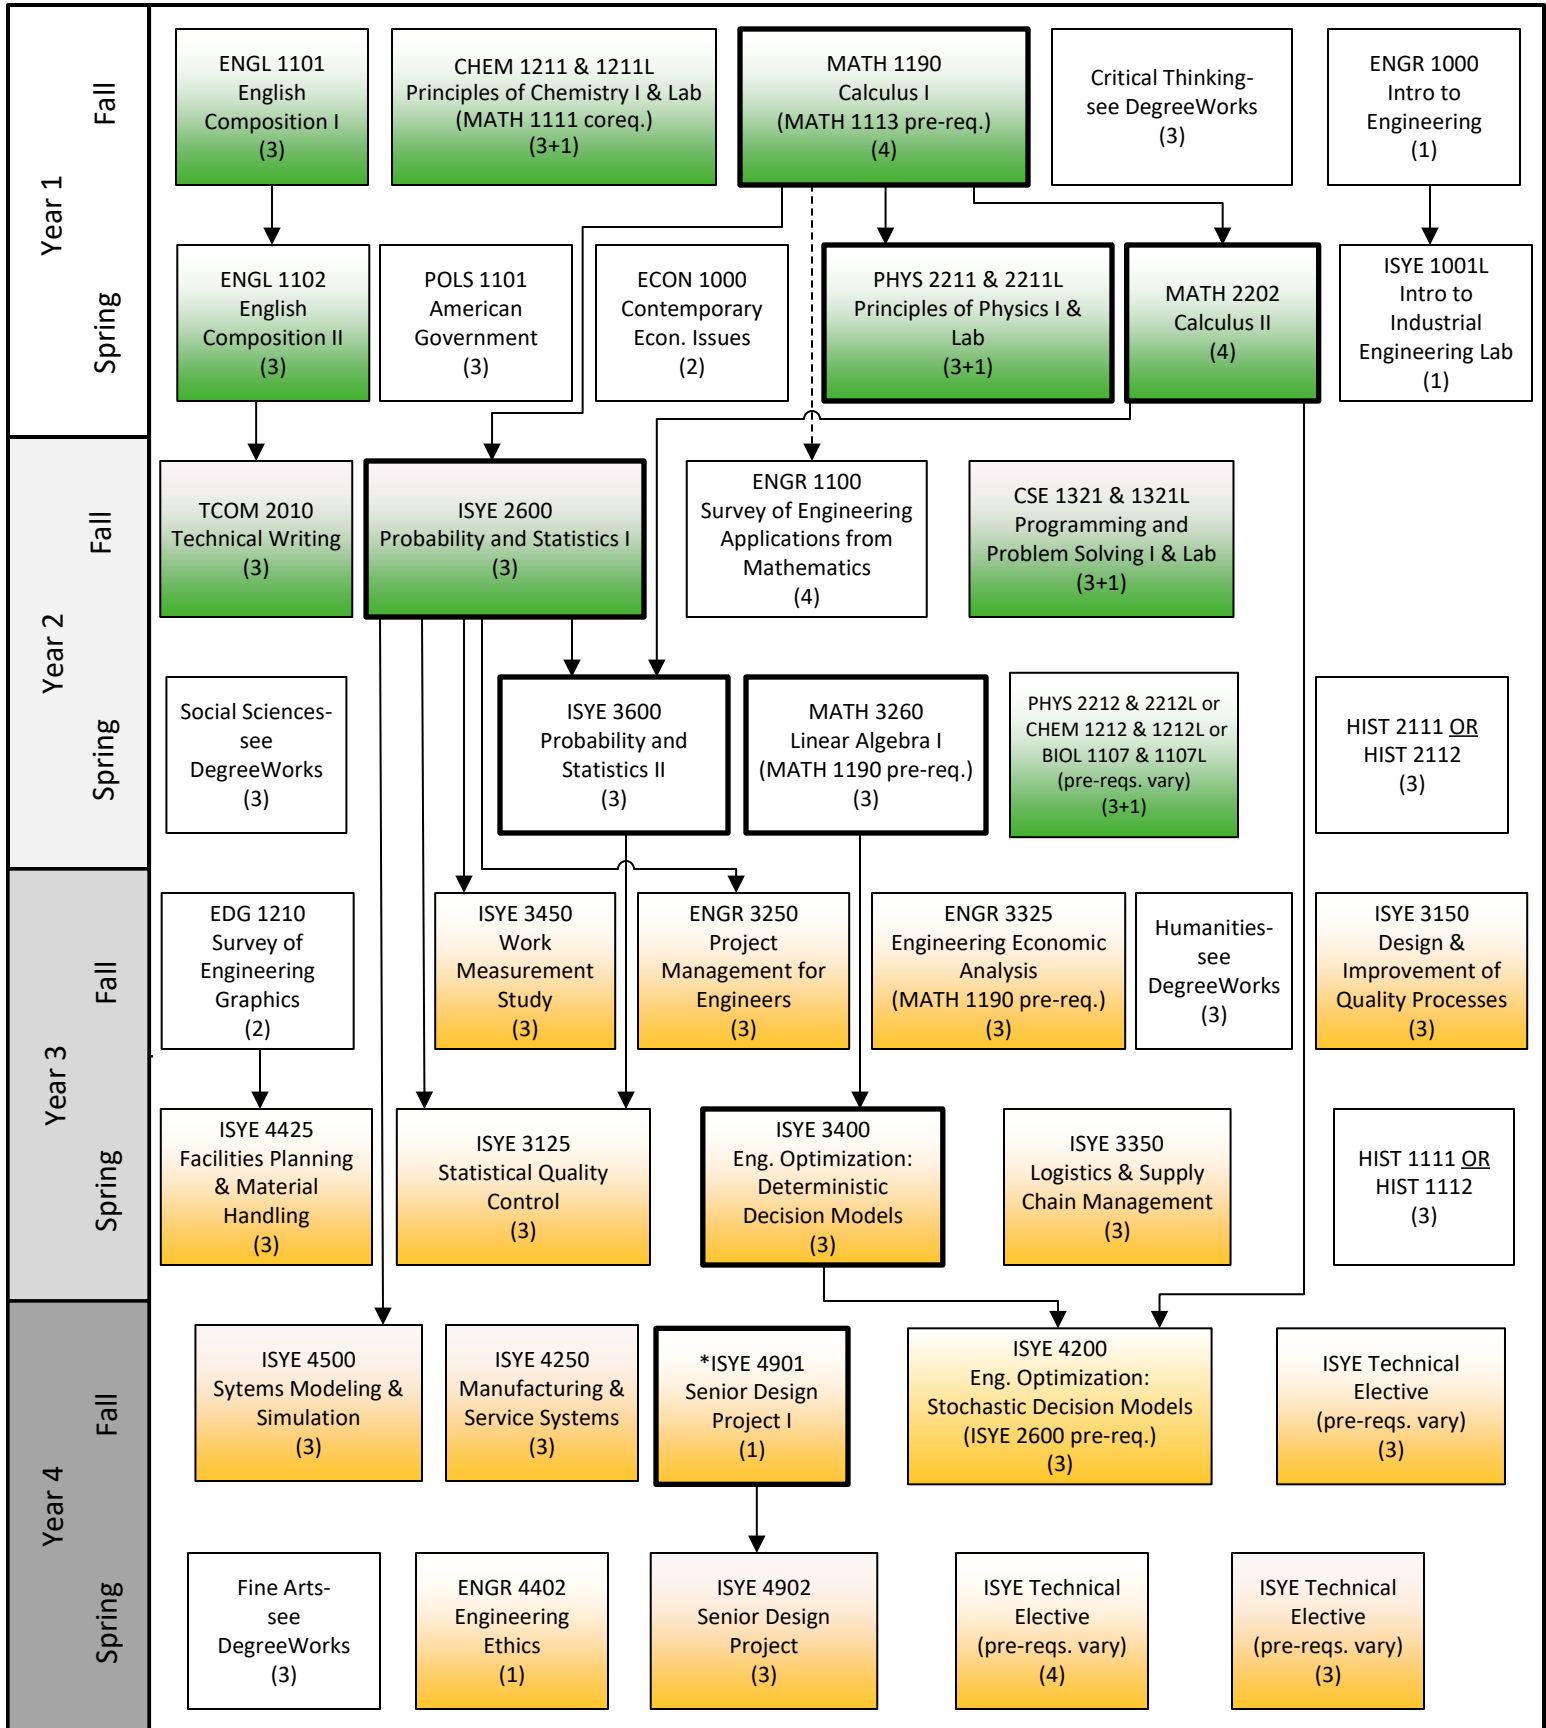 Year 1
Fall
ENGL 1101
English
Composition I
(3)
CHEM 1211 & 1211L
Principles of Chemistry I & Lab
(MATH 1111 coreq.)
(3+1)
MATH 1190
Calculus I
(MATH 1113 pre-req.)
(4)
Critical Thinking-
see DegreeWorks
(3)
ENGR 1000
Intro to
Engineering
(1)
Spring
ENGL 1102
English
Composition II
(3)
POLS 1101
American
Government
(3)
ECON 1000
Contemporary
Econ. Issues
(2)
PHYS 2211 & 2211L
Principles of Physics I &
Lab
(3+1)
MATH 2202
Calculus II
(4)
ISYE 1001L
Intro to
Industrial
Engineering Lab
(1)
Year 2
Fall
TCOM 2010
Technical Writing
(3)
ISYE 2600
Probability and Statistics I
(3)
ENGR 1100
Survey of Engineering
Applications from
Mathematics
(4)
CSE 1321 & 1321L
Programming and
Problem Solving I & Lab
(3+1)
Spring
Social Sciences-
see
DegreeWorks
(3)
ISYE 3600
Probability and
Statistics II
(3)
MATH 3260
Linear Algebra I
(MATH 1190 pre-req.)
(3)
PHYS 2212 & 2212L or
CHEM 1212 & 1212L or
BIOL 1107 & 1107L
(pre-reqs. vary)
(3+1)
HIST 2111 OR
HIST 2112
(3)
Year 3
Fall
EDG 1210
Survey of
Engineering
Graphics
(2)
ISYE 3450
Work
Measurement
Study
(3)
ENGR 3250
Project
Management for
Engineers
(3)
ENGR 3325
Engineering Economic
Analysis
(MATH 1190 pre-req.)
(3)
Humanities-
see
DegreeWorks
(3)
ISYE 3150
Design &
Improvement of
Quality Processes
(3)
Spring
ISYE 4425
Facilities Planning
& Material
Handling
(3)
ISYE 3125
Statistical Quality
Control
(3)
ISYE 3400
Eng. Optimization:
Deterministic
Decision Models
(3)
ISYE 3350
Logistics & Supply
Chain Management
(3)
HIST 1111 OR
HIST 1112
(3)
Year 4
Fall
ISYE 4500
Sytems Modeling &
Simulation
(3)
ISYE 4250
Manufacturing &
Service Systems
(3)
*ISYE 4901
Senior Design
Project I
(1)
ISYE 4200
Eng. Optimization:
Stochastic Decision Models
(ISYE 2600 pre-req.)
(3)
ISYE Technical
Elective
(pre-reqs. vary)
(3)
Spring
Fine Arts-
see
DegreeWorks
(3)
ENGR 4402
Engineering
Ethics
(1)
ISYE 4902
Senior Design
Project
(3)
ISYE Technical
Elective
(pre-reqs. vary)
(4)
ISYE Technical
Elective
(pre-reqs. vary)
(3)